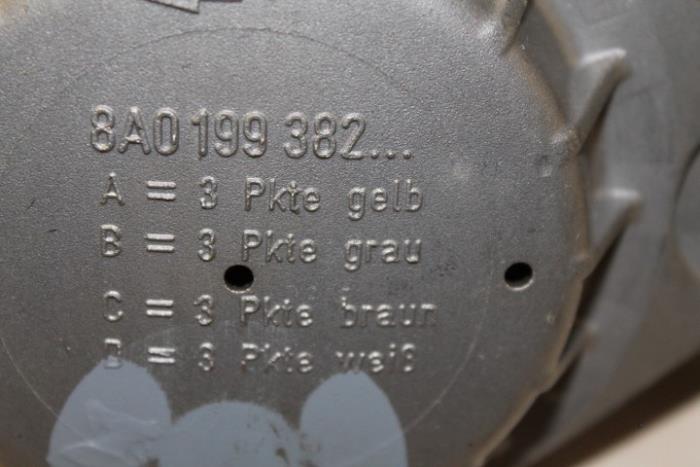 8A0 199 382...
A = 3 Pkte gelb
B = 3 Pkte grau
C = 3 Pkte braun
D = 3 Pkte weiß